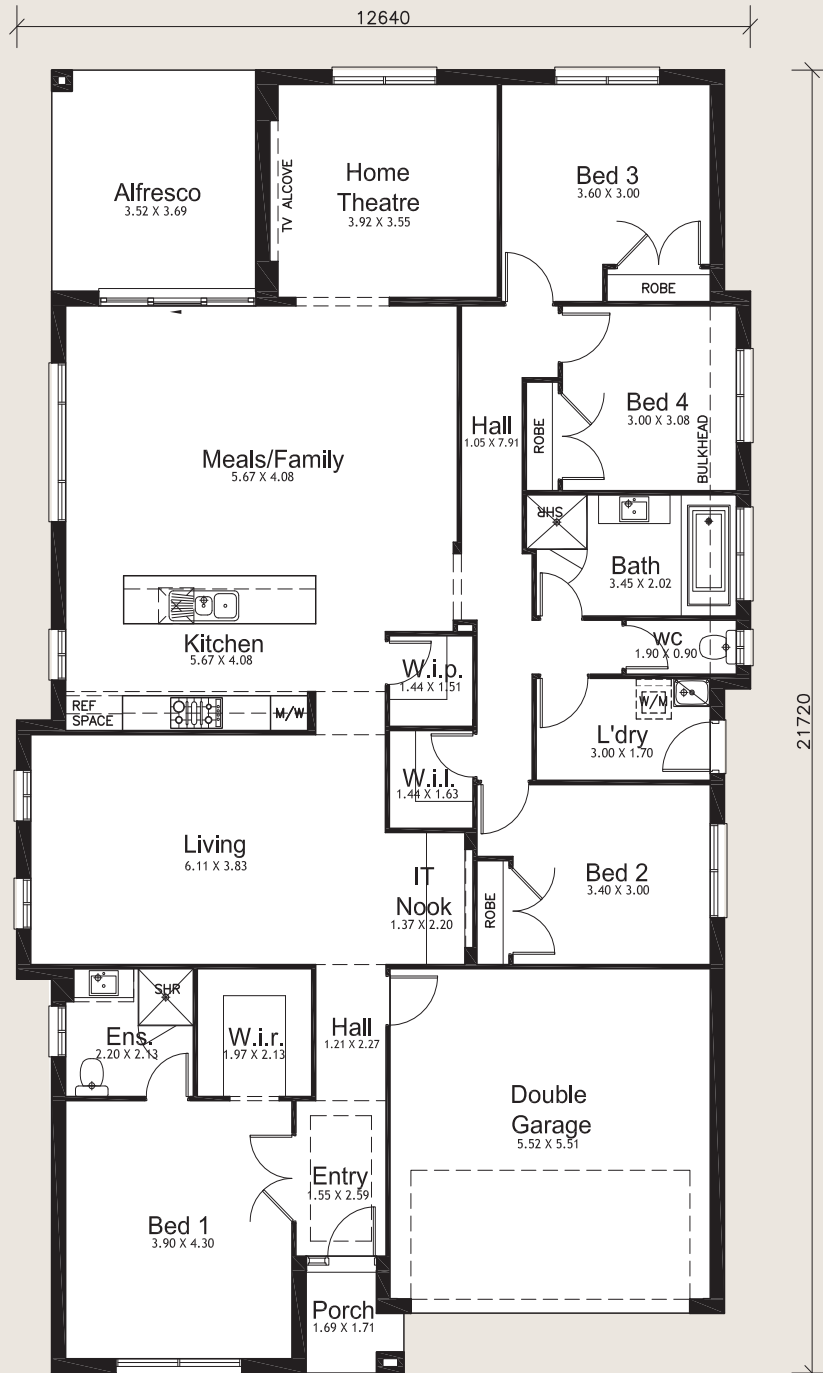 12640
21720
Alfresco
3.52 X 3.69
TV ALCOVE
Home
Theatre
3.92 X 3.55
Bed 3
3.60 X 3.00
ROBE
Meals/Family
5.67 X 4.08
Hall
1.05 X 7.91
ROBE
Bed 4
3.00 X 3.08
BULKHEAD
SHR
Bath
3.45 X 2.02
Kitchen
5.67 X 4.08
W.i.p.
1.44 X 1.51
WC
1.90 X 0.90
REF
SPACE
M/W
W/M
L'dry
3.00 X 1.70
W.i.l.
1.44 X 1.63
Living
6.11 X 3.83
IT
Nook
1.37 X 2.20
ROBE
Bed 2
3.40 X 3.00
SHR
Ens.
2.20 X 2.13
W.i.r.
1.97 X 2.13
Hall
1.21 X 2.27
Double
Garage
5.52 X 5.51
Entry
1.55 X 2.59
Bed 1
3.90 X 4.30
Porch
1.69 X 1.71